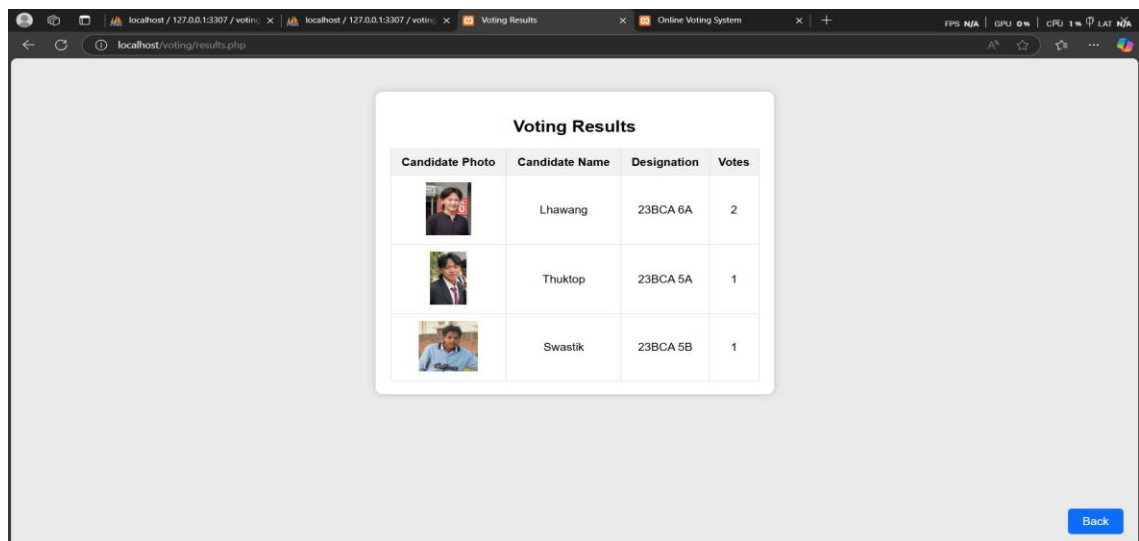 localhost / 127.0.0.1:3307 / voting
localhost / 127.0.0.1:3307 / voting
Voting Results
Online Voting System
FPS N/A | GPU 0% | CPU 1% LAT N/A
localhost/voting/results.php
Voting Results
Candidate Photo Candidate Name Designation Votes
Lhawang 23BCA 6A 2
Thuktop 23BCA 5A 1
Swastik 23BCA 5B 1
Back